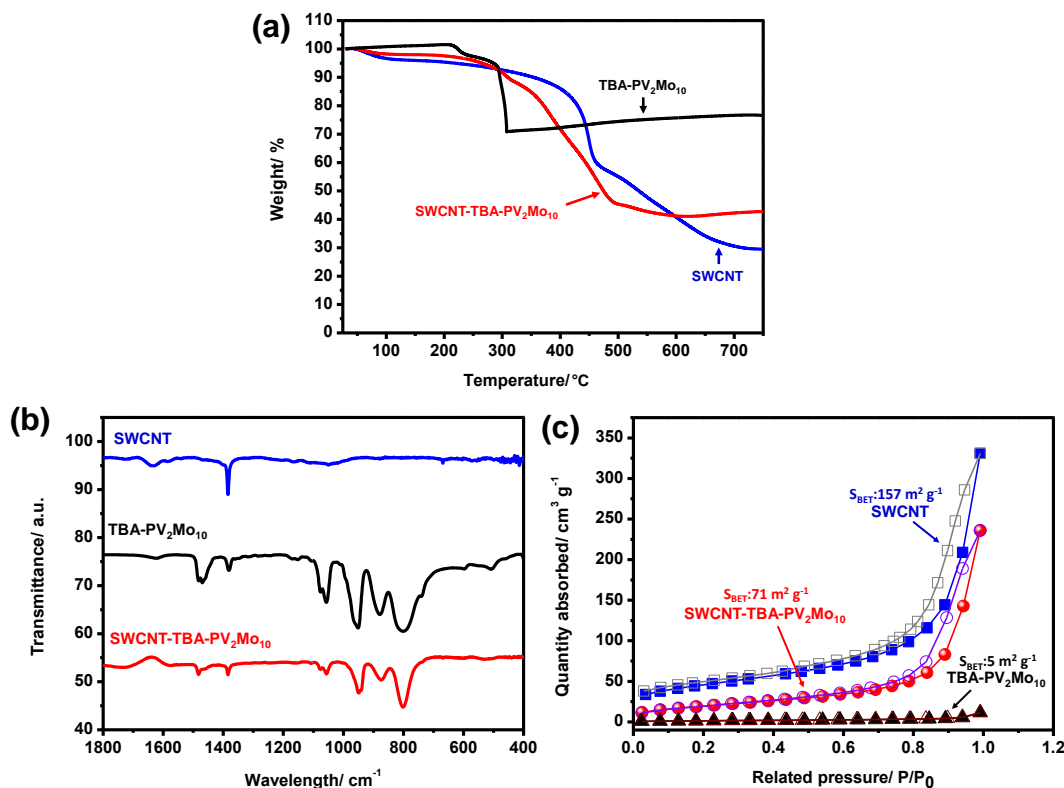 (a)
110
100
90
80
70
60
50
40
30
20
10
0
Weight/ %
TBA-PV₂Mo₁₀
SWCNT-TBA-PV₂Mo₁₀
SWCNT
100 200 300 400 500 600 700
Temperature/°C
(b)
100
90
80
70
60
50
40
Transmittance/ a.u.
SWCNT
TBA-PV₂Mo₁₀
SWCNT-TBA-PV₂Mo₁₀
1800 1600 1400 1200 1000 800 600 400
Wavelength/ cm⁻¹
(c)
350
300
250
200
150
100
50
0
Quantity absorbed/ cm³ g⁻¹
S_BET:157 m² g⁻¹
SWCNT
S_BET:71 m² g⁻¹
SWCNT-TBA-PV₂Mo₁₀
S_BET:5 m² g⁻¹
TBA-PV₂Mo₁₀
0.0 0.2 0.4 0.6 0.8 1.0 1.2
Related pressure/ P/P₀